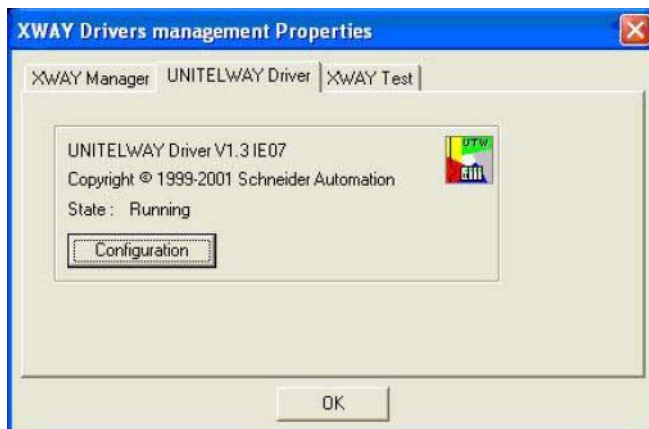 XWAY Drivers management Properties
XWAY Manager UNITELWAY Driver XWAY Test
UNITELWAY Driver V1.3 IE07
UTW
Copyright © 1999-2001 Schneider Automation
State : Running
Configuration
OK